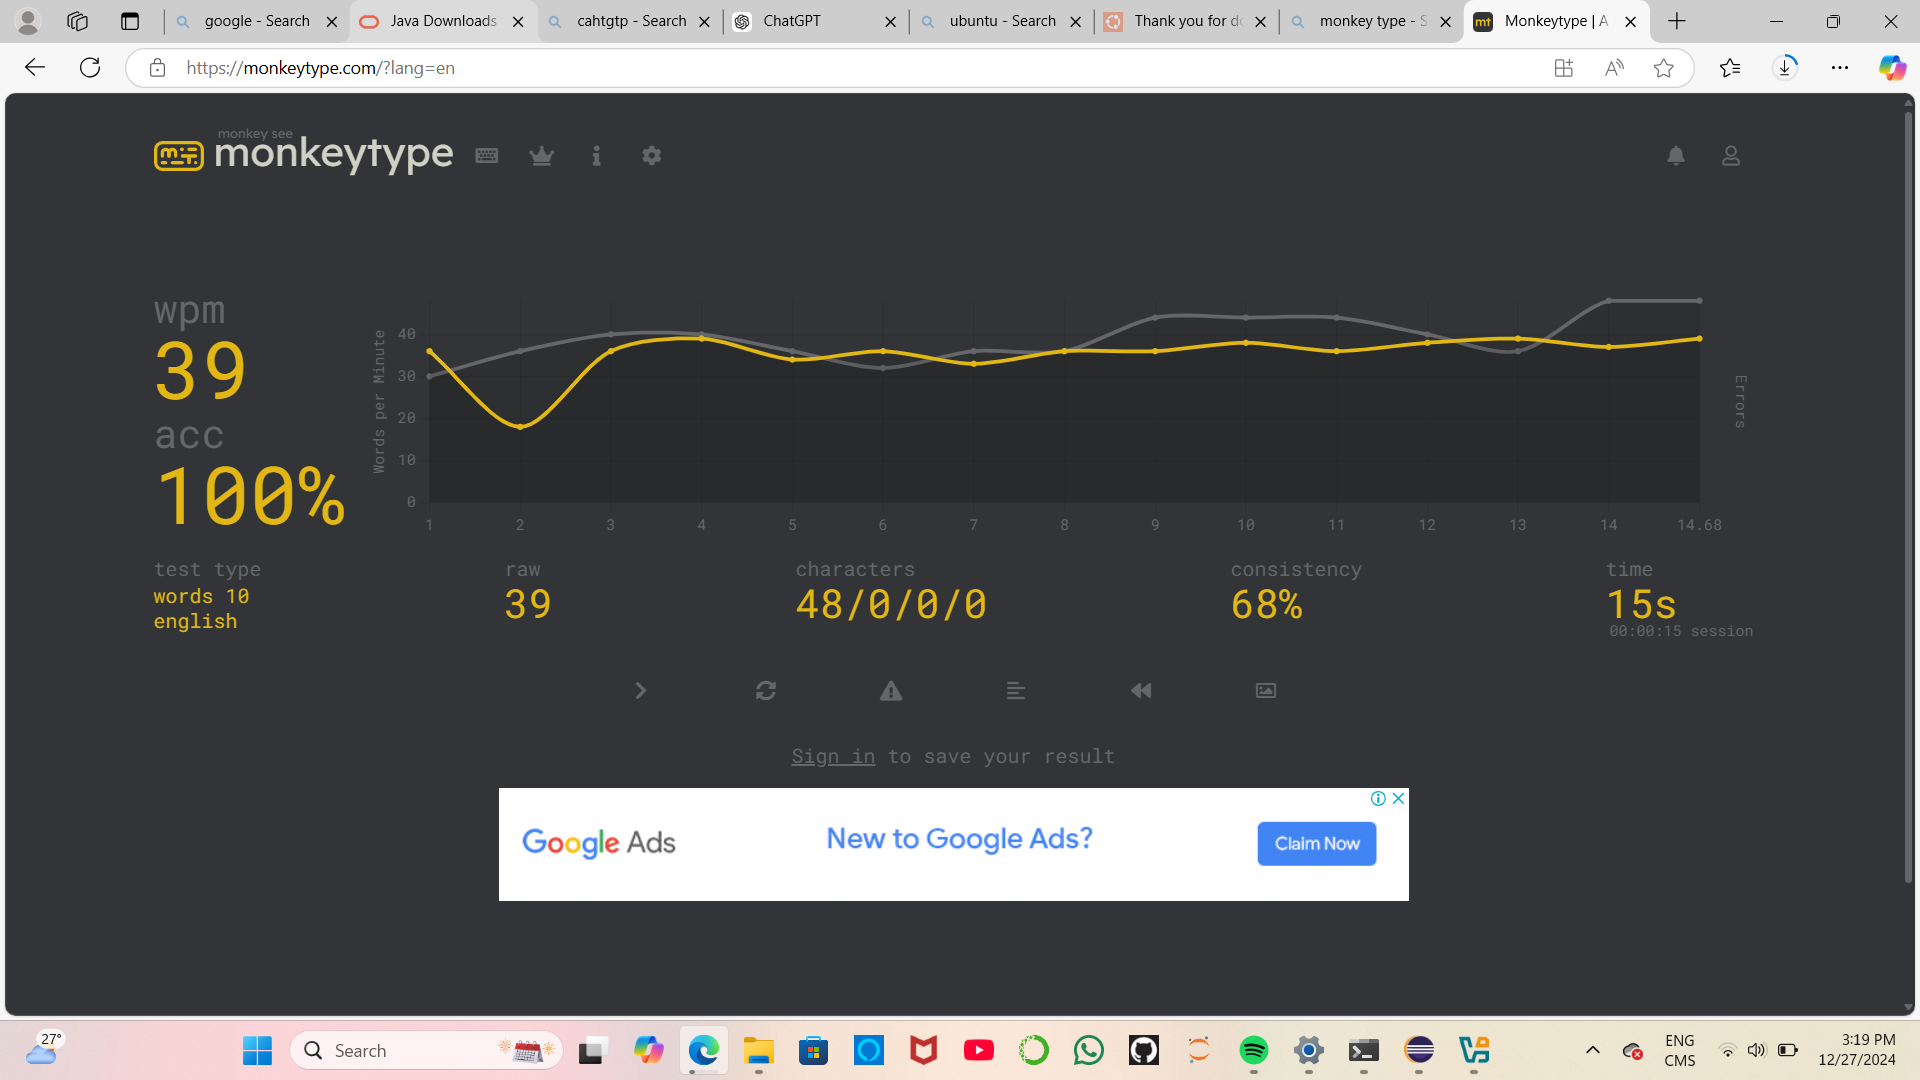 google - Search
Java Downloads
cahtgtp - Search
ChatGPT
ubuntu - Search
Thank you for do
monkey type - S
mt
Monkeytype | A
https://monkeytype.com/?lang=en
monkey see
monkeytype
wpm
39
acc
100%
Words per Minute
40
30
20
10
0
1 2 3 4 5 6 7 8 9 10 11 12 13 14 14.68
Errors
test type
words 10
english
raw
39
characters
48/0/0/0
consistency
68%
time
15s
00:00:15 session
Sign in to save your result
Google Ads
New to Google Ads?
Claim Now
27°
Search
ENG
CMS
3:19 PM
12/27/2024